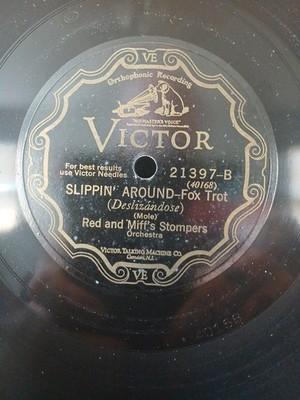 VE
Orthophonic Recording
"HIS MASTER'S VOICE"
VICTOR
For best results
use Victor Needles
21397-B
(40168)
SLIPPIN' AROUND–Fox Trot
(Deslizándose)
(Mole)
Red and Miff's Stompers
Orchestra
VICTOR TALKING MACHINE CO.
Camden, N.J.
VE
40168